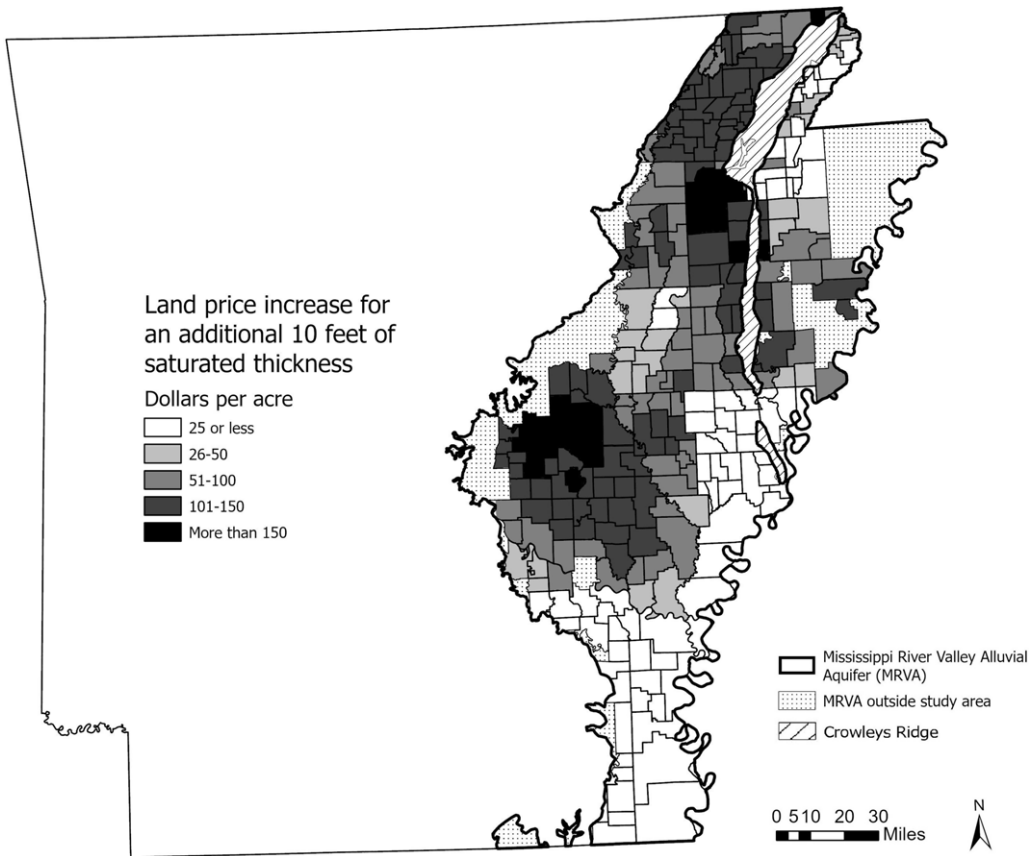 Land price increase for
an additional 10 feet of
saturated thickness
Dollars per acre
25 or less
26-50
51-100
101-150
More than 150
Mississippi River Valley Alluvial
Aquifer (MRVA)
MRVA outside study area
Crowleys Ridge
0 5 10 20 30
Miles
N